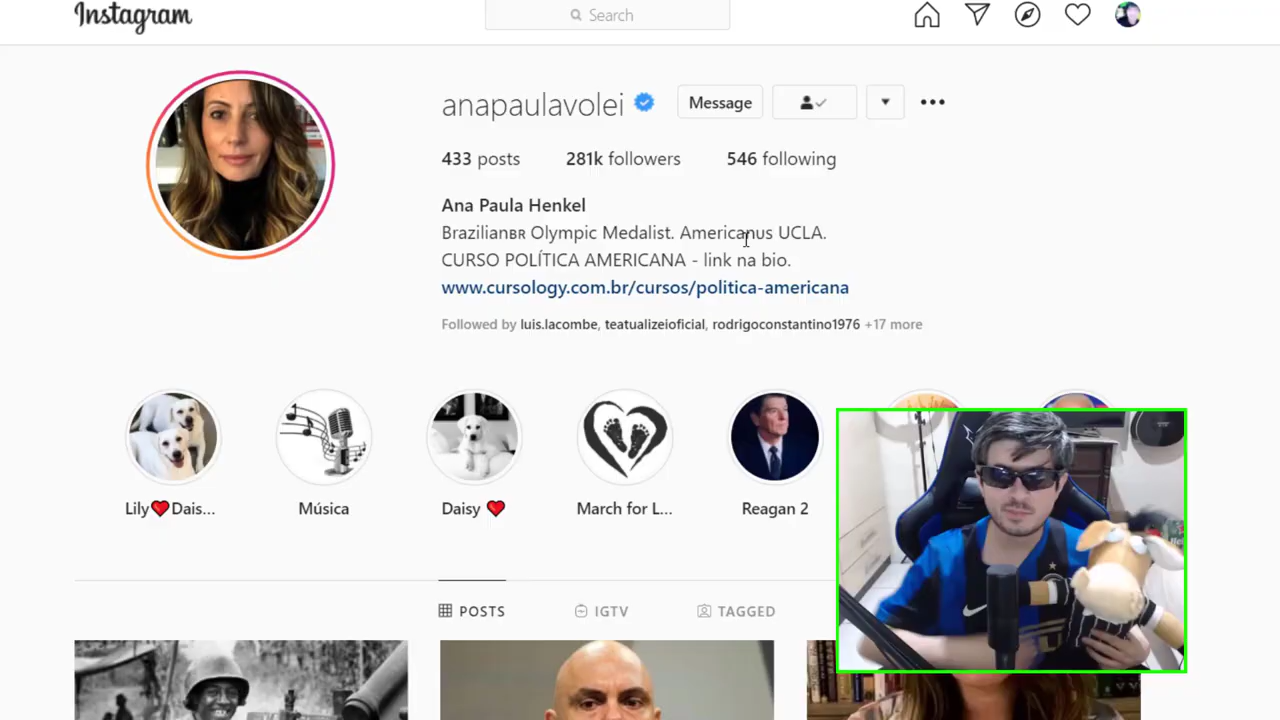 Instagram
Search
anapaulavolei
Message
433 posts 281k followers 546 following
Ana Paula Henkel
Brazilianʙʀ Olympic Medalist. Americanus UCLA.
CURSO POLÍTICA AMERICANA - link na bio.
www.cursology.com.br/cursos/politica-americana
Followed by luis.lacombe, teatualizeioficial, rodrigoconstantino1976 +17 more
Lily❤️Dais... Música Daisy ❤️ March for L... Reagan 2
POSTS IGTV TAGGED